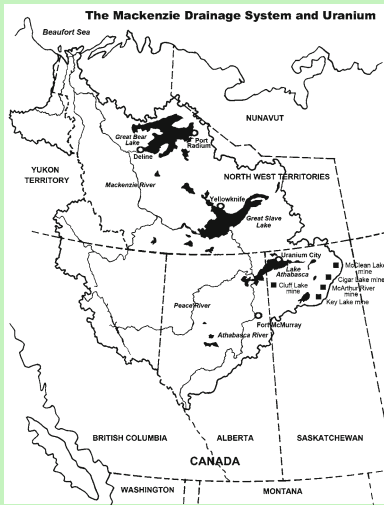 The Mackenzie Drainage System and Uranium
Beaufort Sea
NUNAVUT
Great Bear
Lake
Port
Radium
Deline
YUKON
TERRITORY
Mackenzie River
NORTH WEST TERRITORIES
Yellowknife
Great Slave
Lake
Uranium City
Lake
Athabasca
McClean Lake
mine
Cigar Lake mine
Cluff Lake
mine
McArthur River
mine
Key Lake mine
Peace River
Fort McMurray
Athabasca River
BRITISH COLUMBIA
ALBERTA
SASKATCHEWAN
CANADA
WASHINGTON
MONTANA